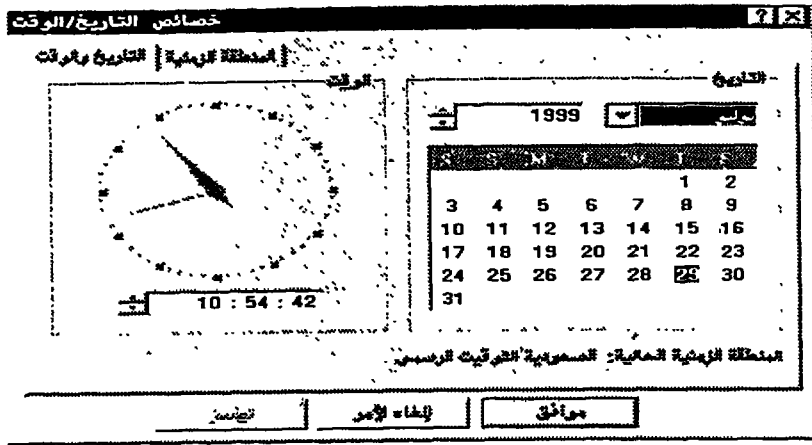 خصائص التاريخ/الوقت
التاريخ والوقت
المنطقة الزمنية
التاريخ
يوليو
1999
S S M T W T F
1 2
3 4 5 6 7 8 9
10 11 12 13 14 15 16
17 18 19 20 21 22 23
24 25 26 27 28 29 30
31
الوقت
10 : 54 : 42
المنطقة الزمنية الحالية: السعودية التوقيت الرسمي
موافق
إلغاء الأمر
تطبيق